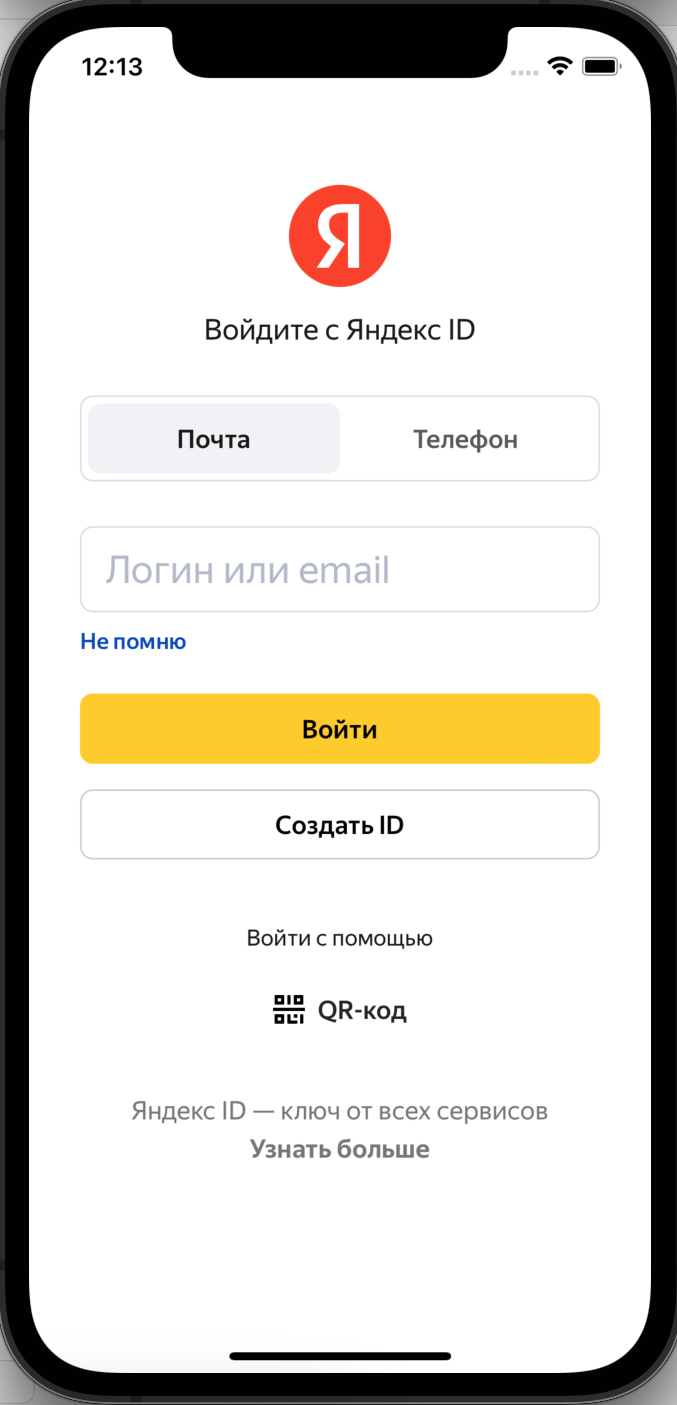 12:13
Я
Войдите с Яндекс ID
Почта Телефон
Логин или email
Не помню
Войти
Создать ID
Войти с помощью
QR-код
Яндекс ID — ключ от всех сервисов
Узнать больше